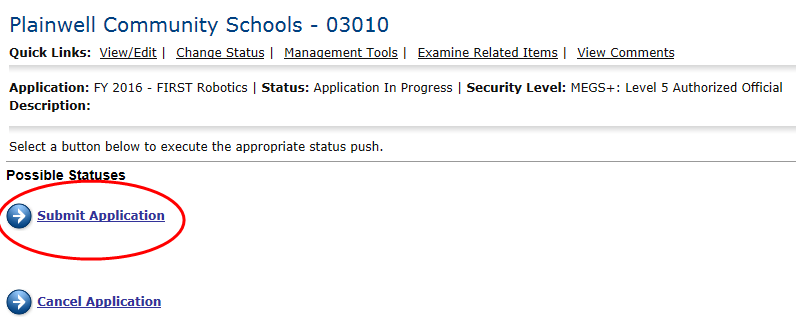 Plainwell Community Schools - 03010
Quick Links: View/Edit | Change Status | Management Tools | Examine Related Items | View Comments
Application: FY 2016 - FIRST Robotics | Status: Application In Progress | Security Level: MEGS+: Level 5 Authorized Official
Description:
Select a button below to execute the appropriate status push.
Possible Statuses
Submit Application
Cancel Application